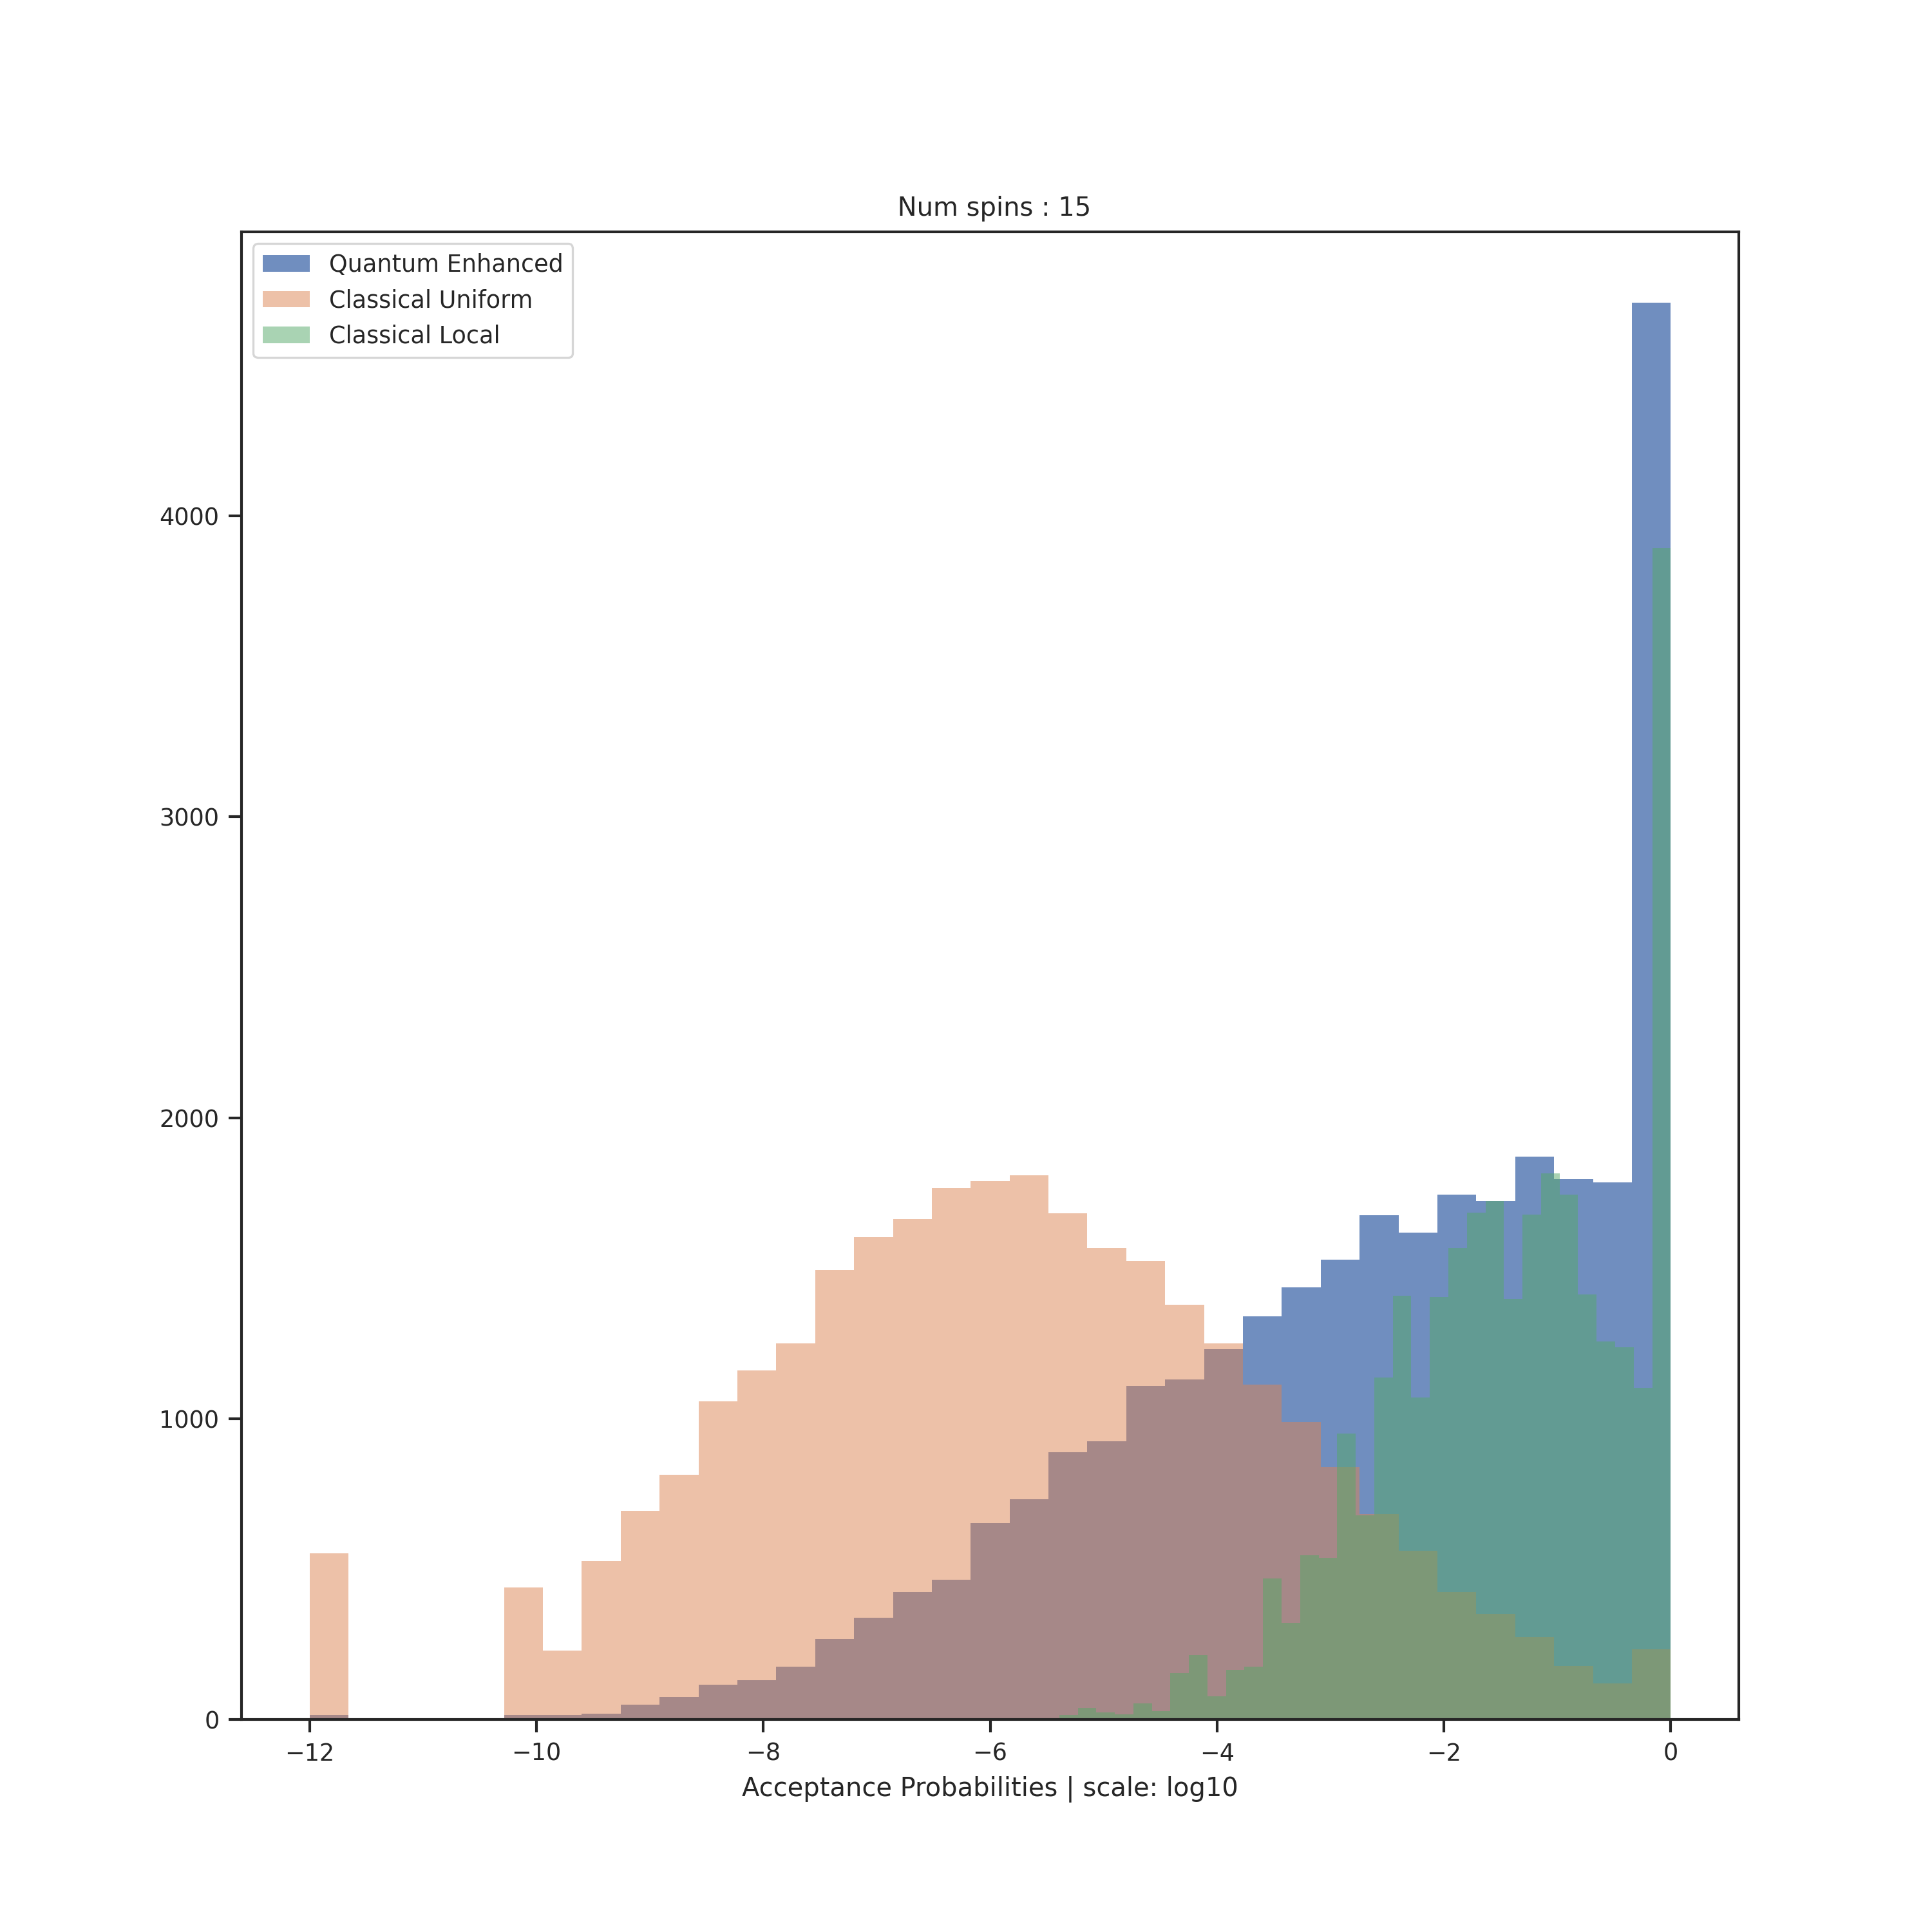 Num spins : 15
Quantum Enhanced
Classical Uniform
Classical Local
4000
3000
2000
1000
0
−12 −10 −8 −6 −4 −2 0
Acceptance Probabilities | scale: log10